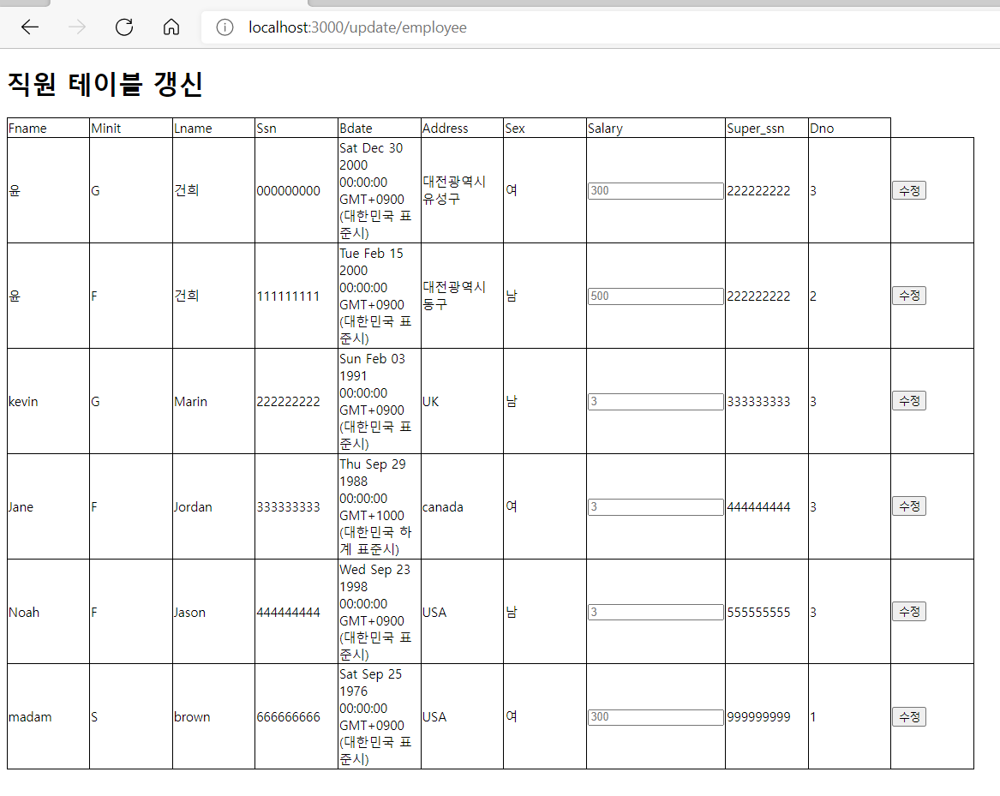 localhost:3000/update/employee
직원 테이블 갱신
Fname Minit Lname Ssn Bdate Address Sex Salary Super_ssn Dno
윤 G 건희 000000000 Sat Dec 30
2000
00:00:00
GMT+0900
(대한민국 표
준시) 대전광역시
유성구 여 300 222222222 3 수정
윤 F 건희 111111111 Tue Feb 15
2000
00:00:00
GMT+0900
(대한민국 표
준시) 대전광역시
동구 남 500 222222222 2 수정
kevin G Marin 222222222 Sun Feb 03
1991
00:00:00
GMT+0900
(대한민국 표
준시) UK 남 3 333333333 3 수정
Jane F Jordan 333333333 Thu Sep 29
1988
00:00:00
GMT+1000
(대한민국 하
계 표준시) canada 여 3 444444444 3 수정
Noah F Jason 444444444 Wed Sep 23
1998
00:00:00
GMT+0900
(대한민국 표
준시) USA 남 3 555555555 3 수정
madam S brown 666666666 Sat Sep 25
1976
00:00:00
GMT+0900
(대한민국 표
준시) USA 여 300 999999999 1 수정